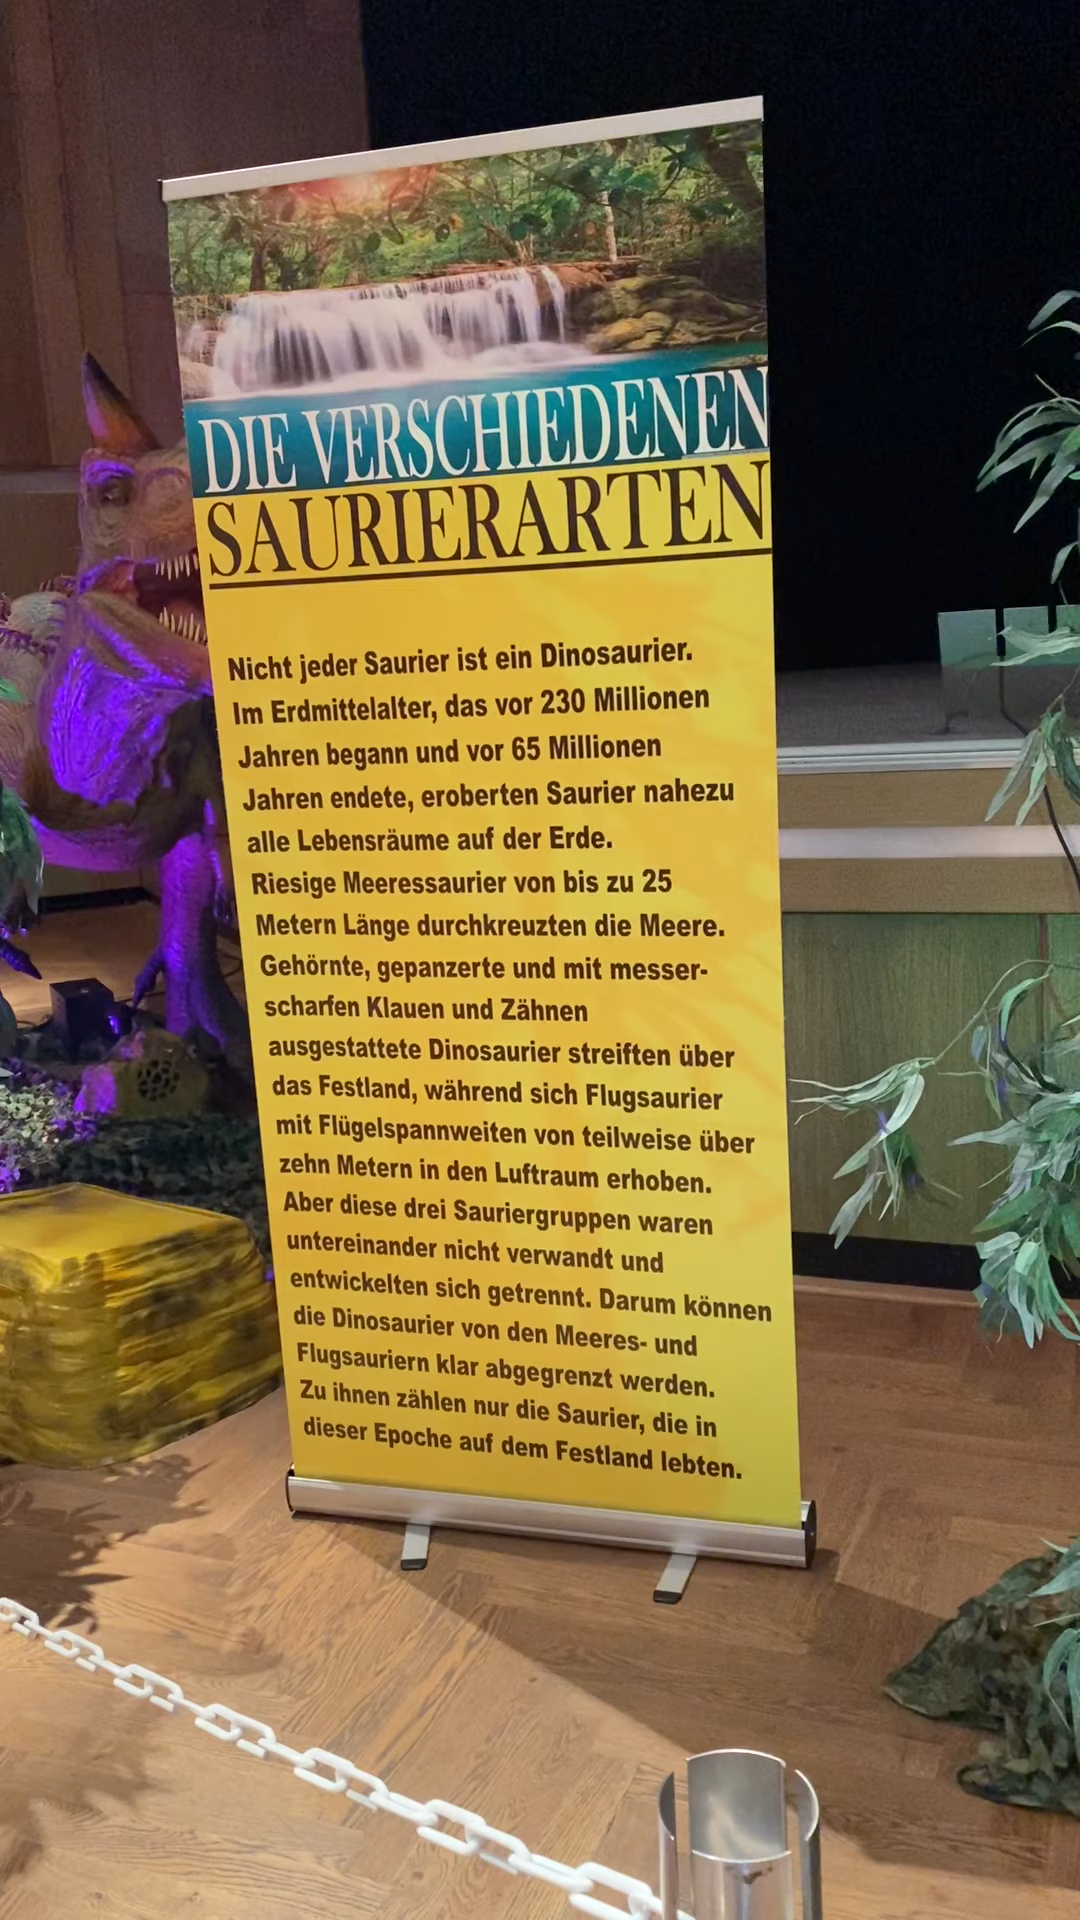 DIE VERSCHIEDENEN
SAURIERARTEN
Nicht jeder Saurier ist ein Dinosaurier.
Im Erdmittelalter, das vor 230 Millionen
Jahren begann und vor 65 Millionen
Jahren endete, eroberten Saurier nahezu
alle Lebensräume auf der Erde.
Riesige Meeressaurier von bis zu 25
Metern Länge durchkreuzten die Meere.
Gehörnte, gepanzerte und mit messer-
scharfen Klauen und Zähnen
ausgestattete Dinosaurier streiften über
das Festland, während sich Flugsaurier
mit Flügelspannweiten von teilweise über
zehn Metern in den Luftraum erhoben.
Aber diese drei Sauriergruppen waren
untereinander nicht verwandt und
entwickelten sich getrennt. Darum können
die Dinosaurier von den Meeres- und
Flugsauriern klar abgegrenzt werden.
Zu ihnen zählen nur die Saurier, die in
dieser Epoche auf dem Festland lebten.